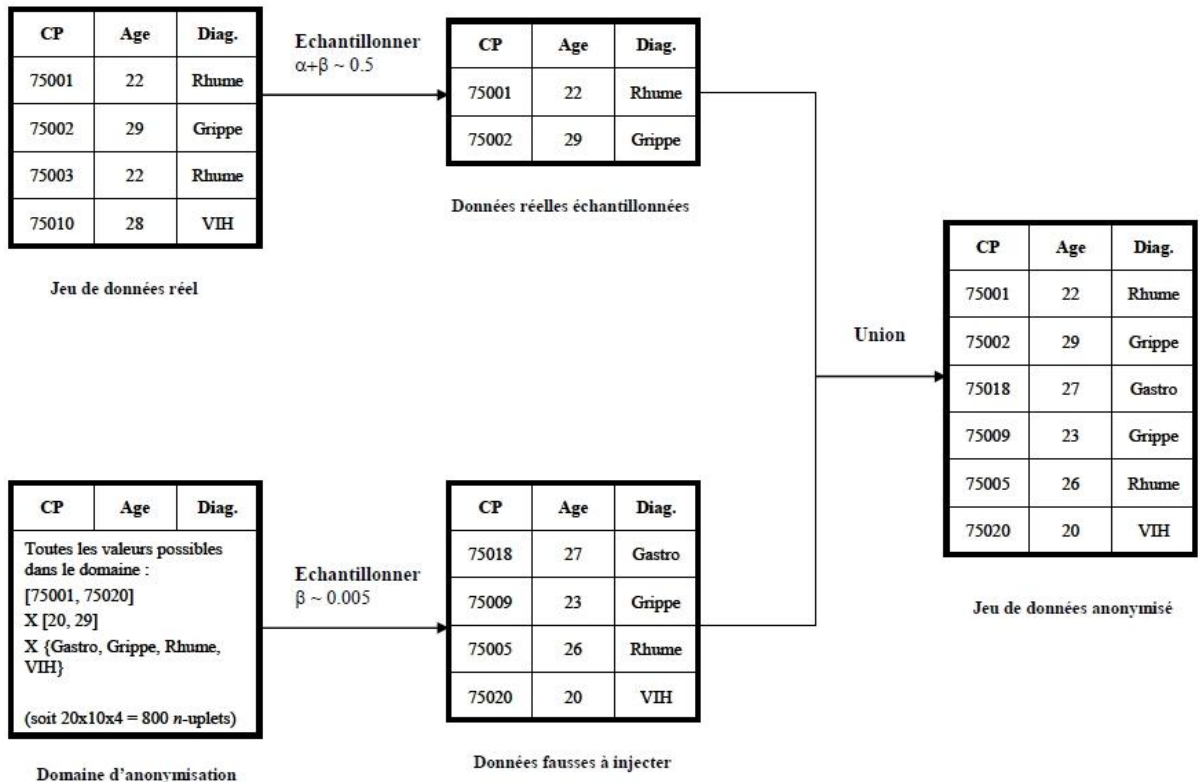 CP Age Diag.
75001 22 Rhume
75002 29 Grippe
75003 22 Rhume
75010 28 VIH
Jeu de données réel
Echantillonner
α+β ~ 0.5
CP Age Diag.
75001 22 Rhume
75002 29 Grippe
Données réelles échantillonnées
CP Age Diag.
Toutes les valeurs possibles
dans le domaine :
[75001, 75020]
X [20, 29]
X {Gastro, Grippe, Rhume,
VIH}
(soit 20x10x4 = 800 n-uplets)
Domaine d'anonymisation
Echantillonner
β ~ 0.005
CP Age Diag.
75018 27 Gastro
75009 23 Grippe
75005 26 Rhume
75020 20 VIH
Données fausses à injecter
Union
CP Age Diag.
75001 22 Rhume
75002 29 Grippe
75018 27 Gastro
75009 23 Grippe
75005 26 Rhume
75020 20 VIH
Jeu de données anonymisé